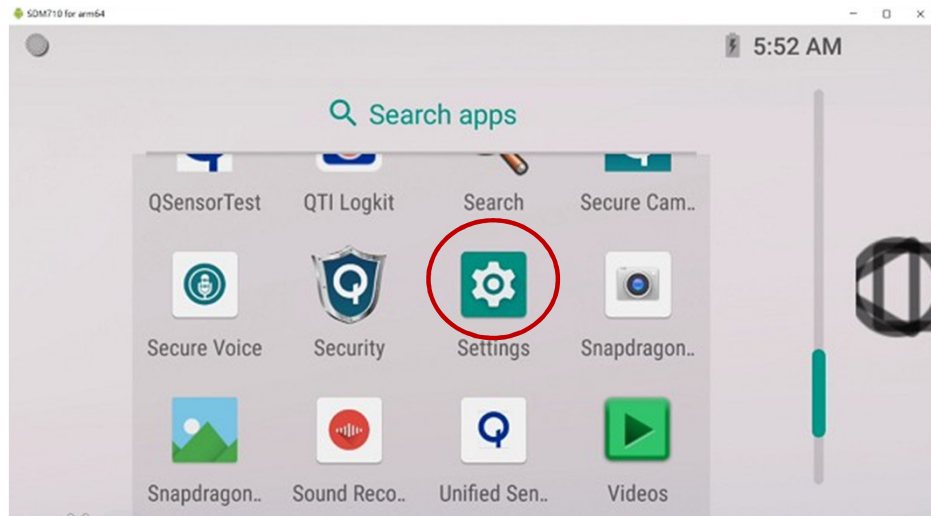 SDM710 for arm64
5:52 AM
Search apps
QSensorTest QTI Logkit Search Secure Cam..
Secure Voice Security Settings Snapdragon..
Snapdragon.. Sound Reco.. Unified Sen.. Videos